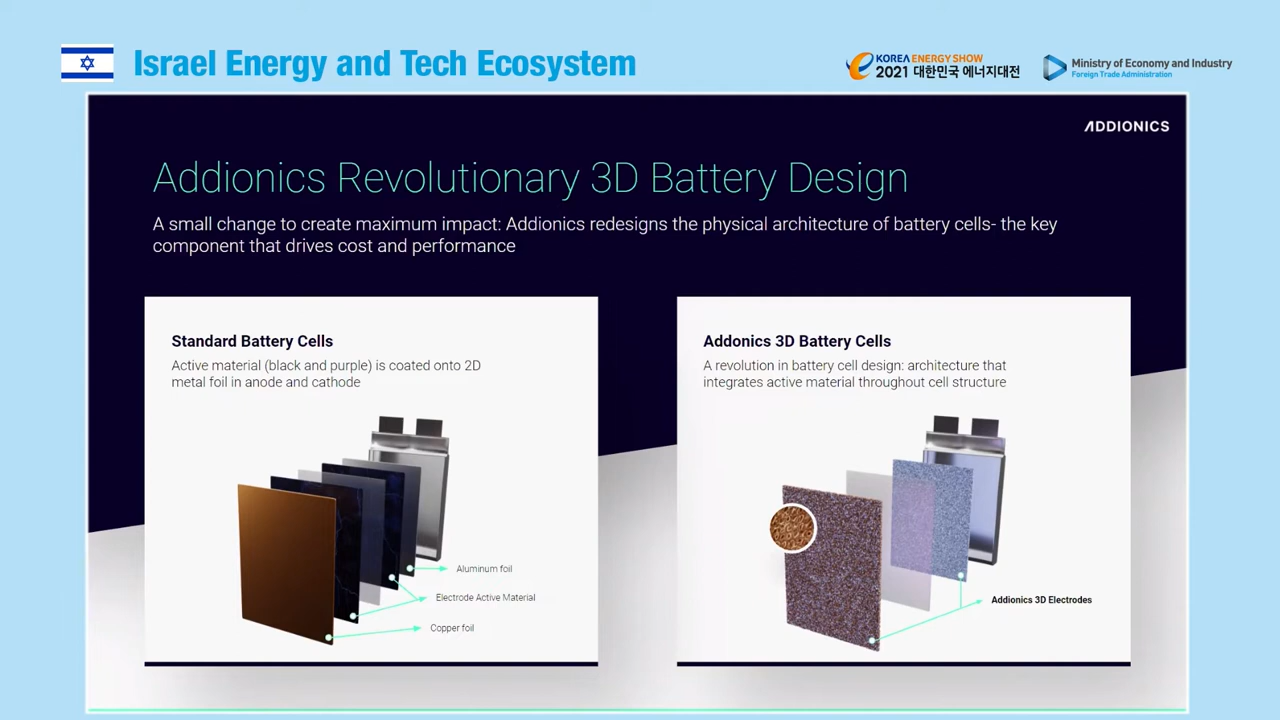 Israel Energy and Tech Ecosystem
KOREA ENERGY SHOW
2021 대한민국 에너지대전
Ministry of Economy and Industry
Foreign Trade Administration
ADDIONICS
Addionics Revolutionary 3D Battery Design
A small change to create maximum impact: Addionics redesigns the physical architecture of battery cells- the key
component that drives cost and performance
Standard Battery Cells
Active material (black and purple) is coated onto 2D
metal foil in anode and cathode
Aluminum foil
Electrode Active Material
Copper foil
Addonics 3D Battery Cells
A revolution in battery cell design: architecture that
integrates active material throughout cell structure
Addionics 3D Electrodes